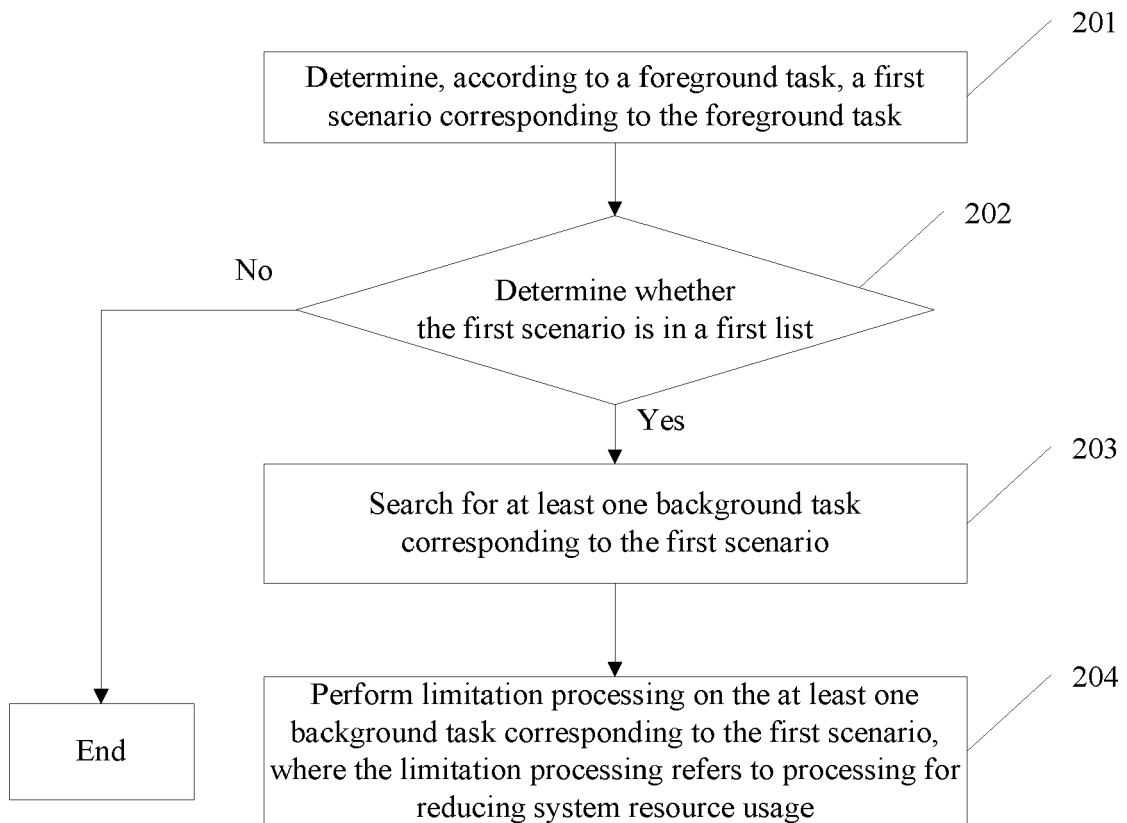 201
Determine, according to a foreground task, a first
scenario corresponding to the foreground task
202
No
Determine whether
the first scenario is in a first list
Yes
203
Search for at least one background task
corresponding to the first scenario
204
Perform limitation processing on the at least one
background task corresponding to the first scenario,
where the limitation processing refers to processing for
reducing system resource usage
End